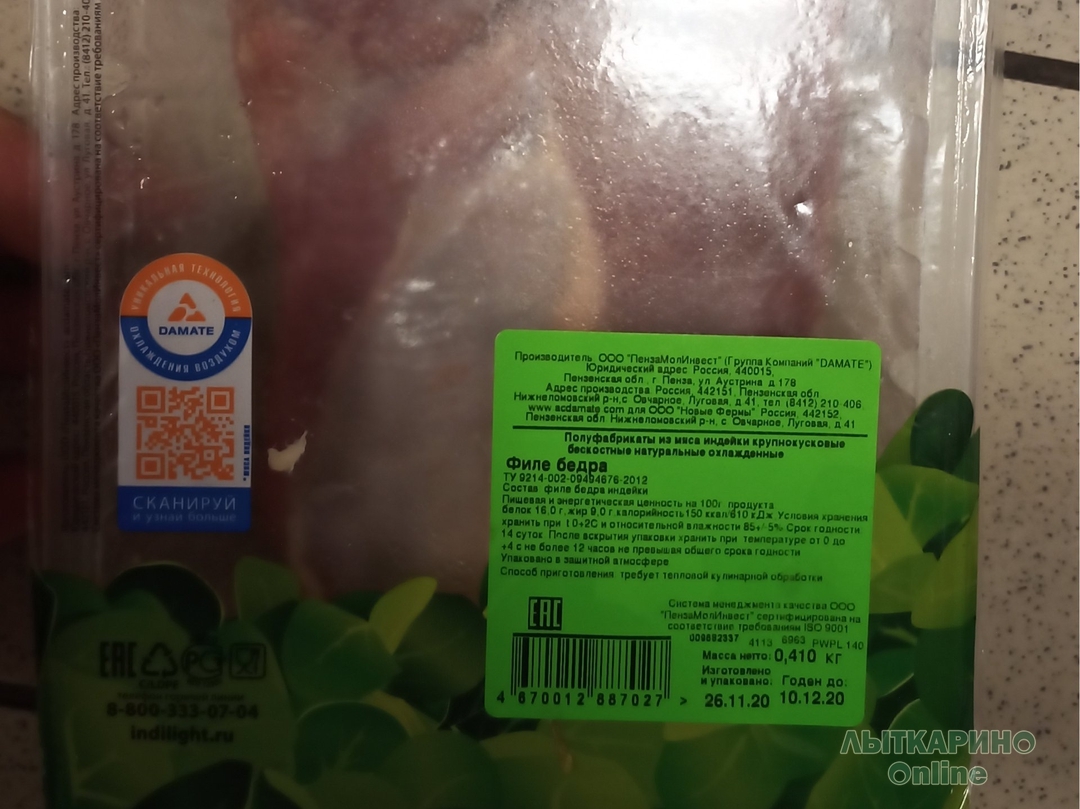 Адрес производства
УНИКАЛЬНАЯ ТЕХНОЛОГИЯ
DAMATE
ОХЛАЖДЕНИЯ ВОЗДУХОМ
СКАНИРУЙ
и узнай больше
Производитель ООО "ПензаМолИнвест" (Группа Компаний "DAMATE")
Юридический адрес Россия, 440015,
Пензенская обл., г. Пенза, ул. Аустрина д.178
Адрес производства Россия, 442151, Пензенская обл
Нижнеломовский р-н,с. Овчарное, Луговая, д.41, тел (8412) 210-406
www.acdamate.com для ООО "Новые Фермы" Россия, 442152,
Пензенская обл Нижнеломовский р-н, с. Овчарное, Луговая, д.41
Полуфабрикаты из мяса индейки крупнокусковые
бескостные натуральные охлажденные
Филе бедра
ТУ 9214-002-09494676-2012
Состав филе бедра индейки
Пищевая и энергетическая ценность на 100г продукта
белок 16,0 г, жир 9,0 г калорийность150 ккал/610 кДж Условия хранения
хранить при t 0+2С и относительной влажности 85+/-5% Срок годности
14 суток. После вскрытия упаковки хранить при температуре от 0 до
+4 с не более 12 часов не превышая общего срока годности
Упаковано в защитной атмосфере
Способ приготовления требует тепловой кулинарной обработки
EAC
Система менеджмента качества ООО
"ПензаМолИнвест" сертифицирована на
соответствие требованиям ISO 9001
009882337 4113 6963 PWPL 140
Масса нетто: 0,410 кг
Изготовлено
и упаковано: Годен до:
26.11.20 10.12.20
4 670012 887027 >
EAC
8-800-333-07-04
indilight.ru
ЛЫТКАРИНО
Online